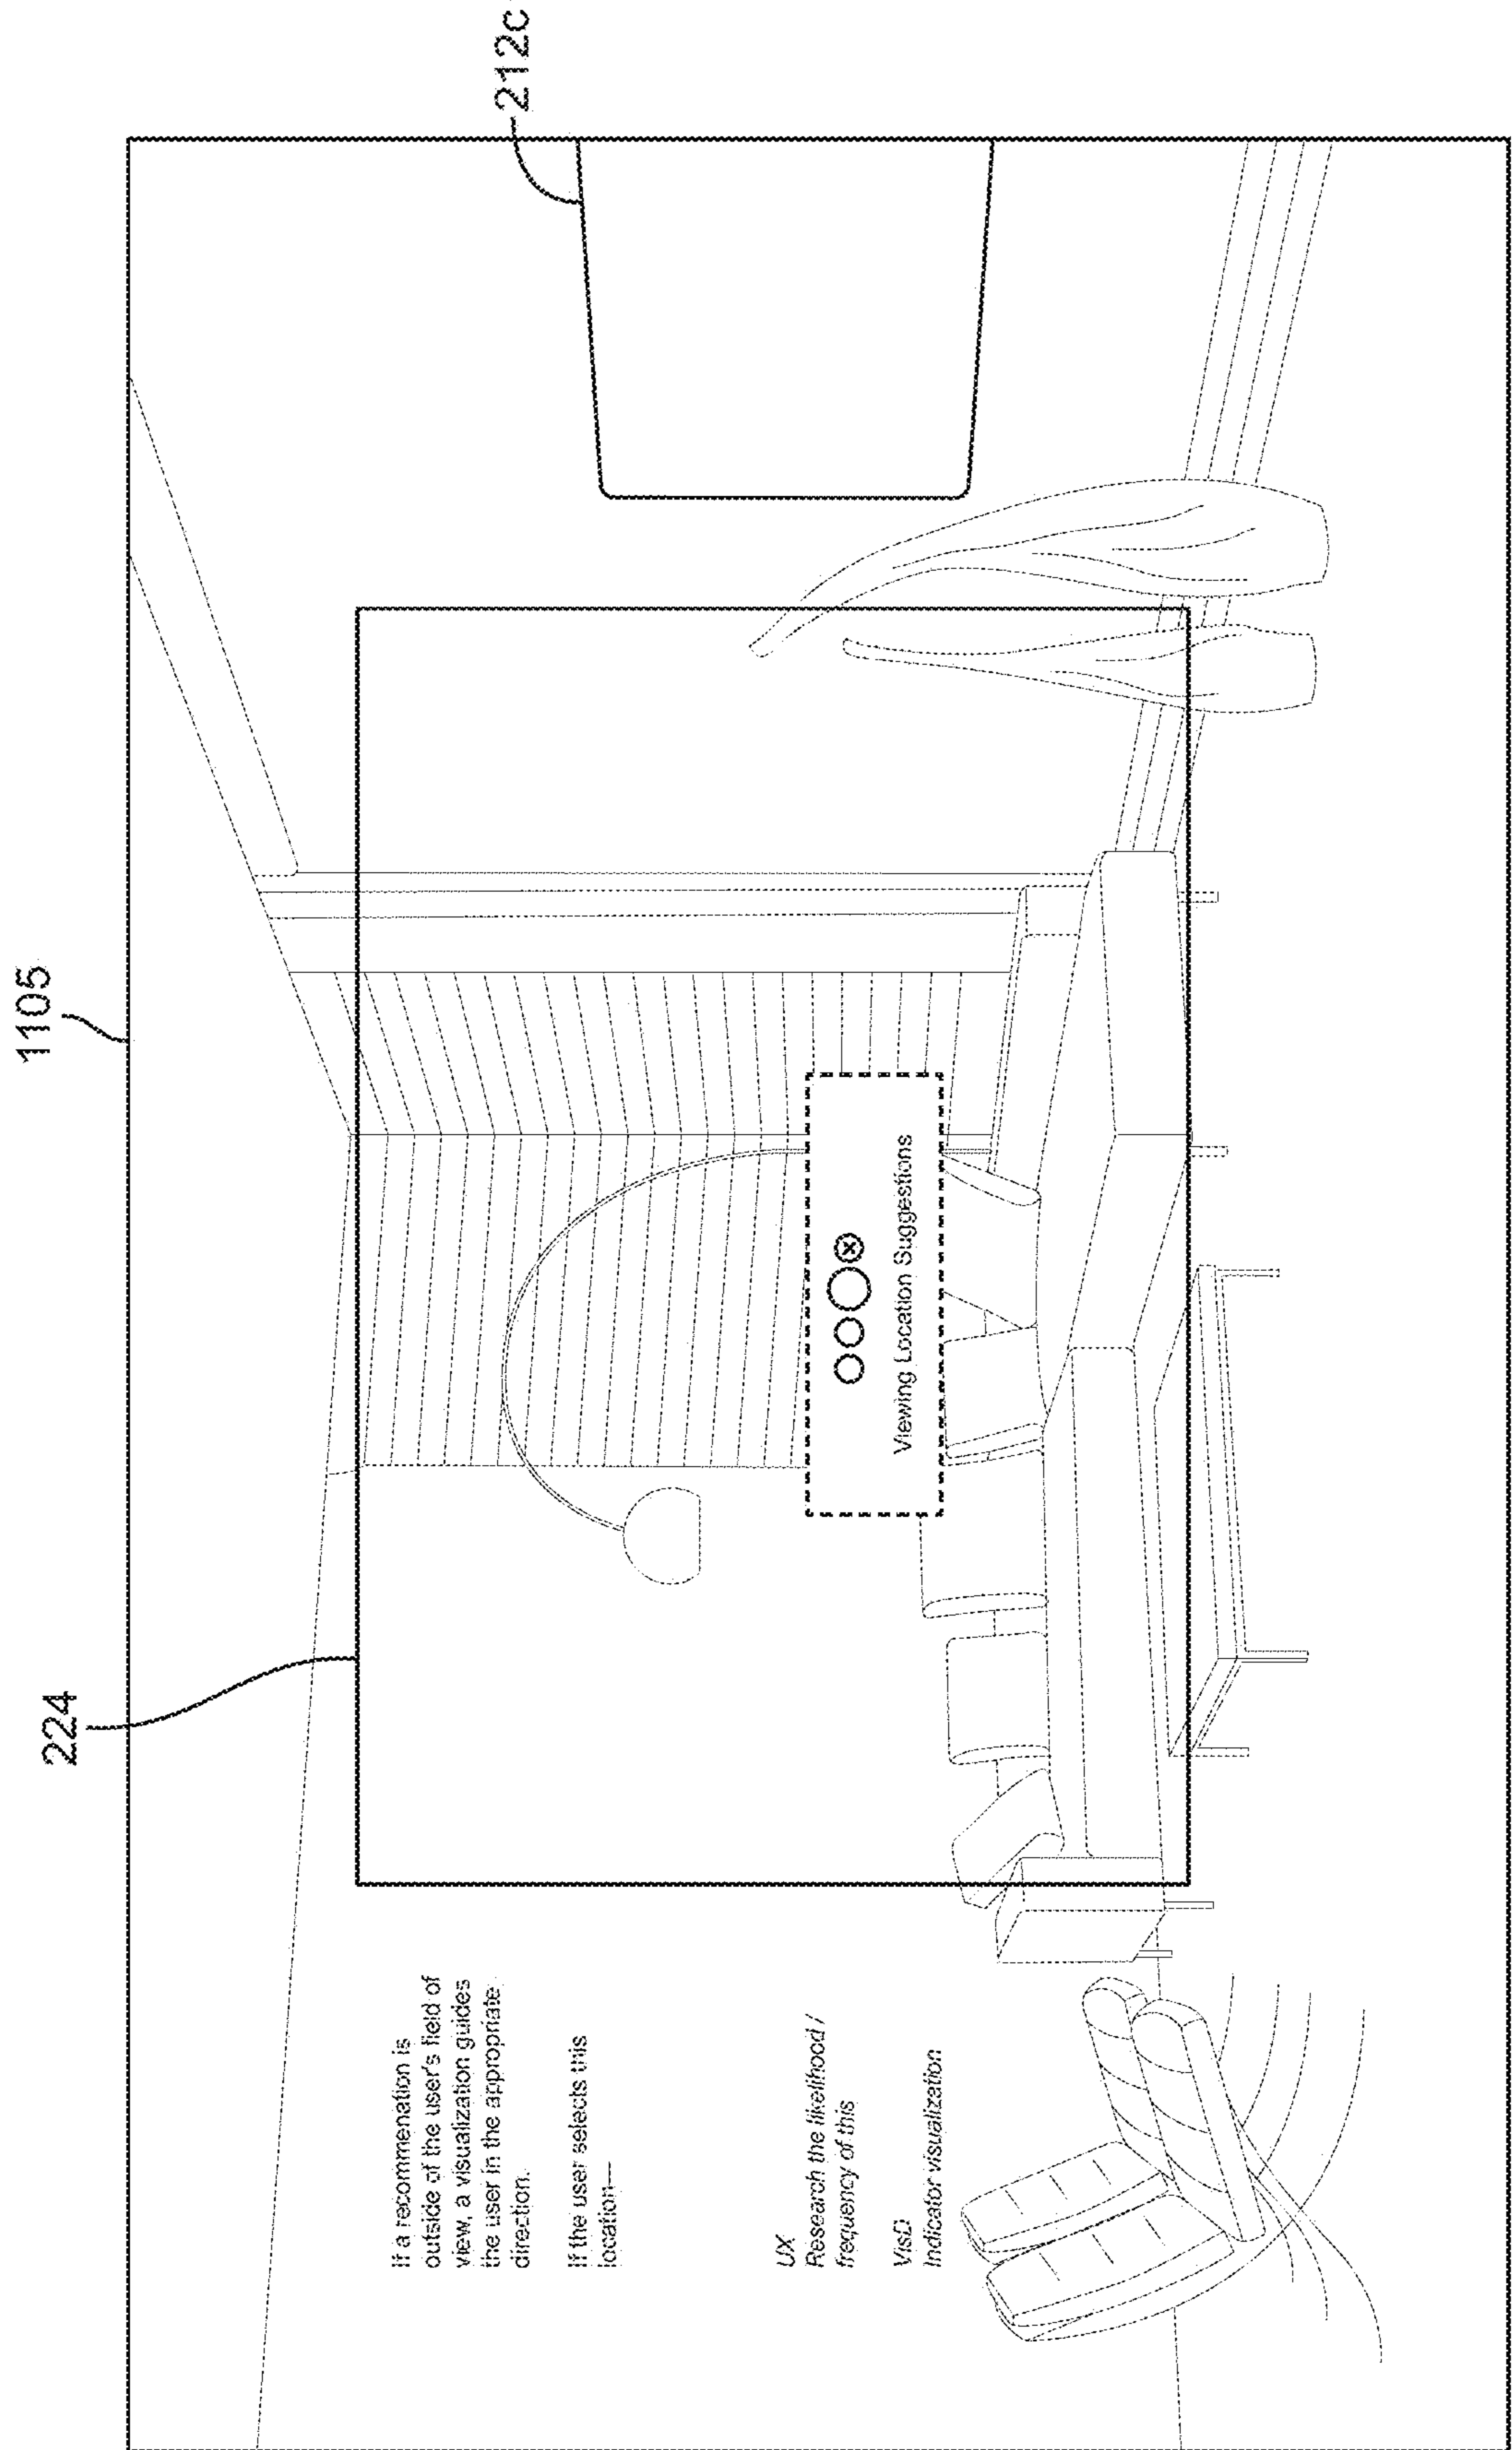 1105
224
212c
If a recommenation is
outside of the user's field of
view, a visualization guides
the user in the appropriate
direction.
If the user selects this
location—
UX
Research the likelihood /
frequency of this
VisD
Indicator visualization
Viewing Location Suggestions